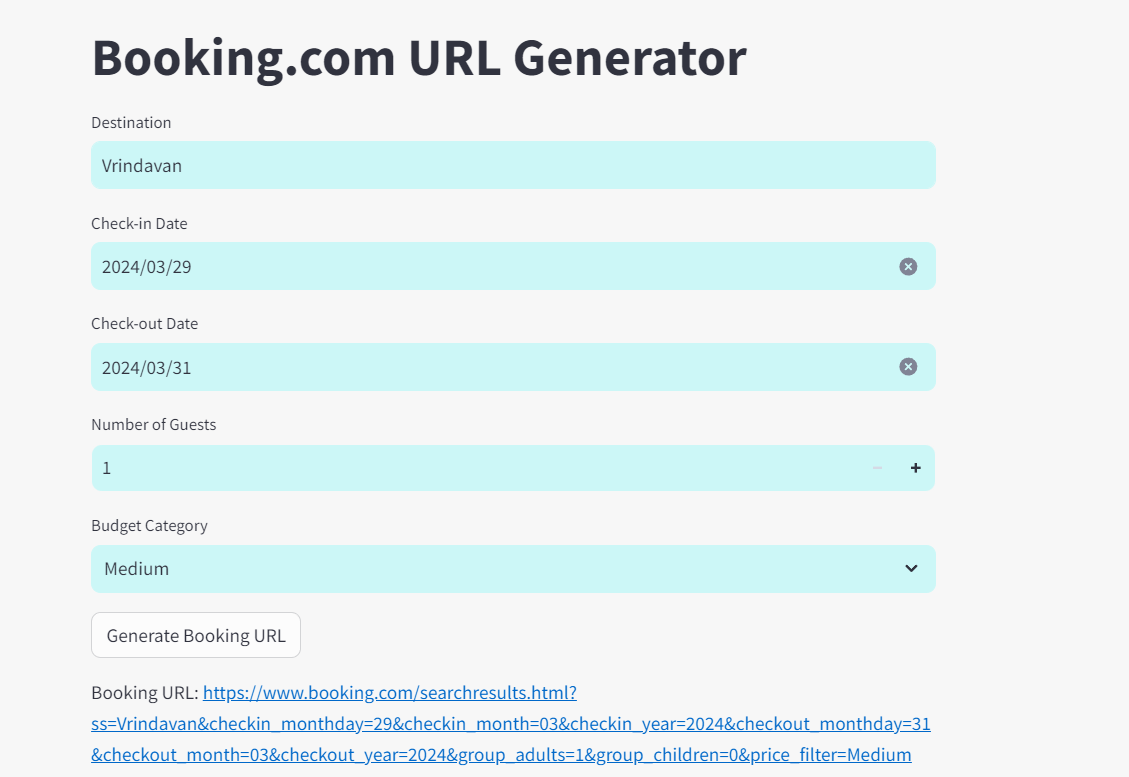 Booking.com URL Generator
Destination
Vrindavan
Check-in Date
2024/03/29
Check-out Date
2024/03/31
Number of Guests
1
Budget Category
Medium
Generate Booking URL
Booking URL: https://www.booking.com/searchresults.html?
ss=Vrindavan&checkin_monthday=29&checkin_month=03&checkin_year=2024&checkout_monthday=31
&checkout_month=03&checkout_year=2024&group_adults=1&group_children=0&price_filter=Medium